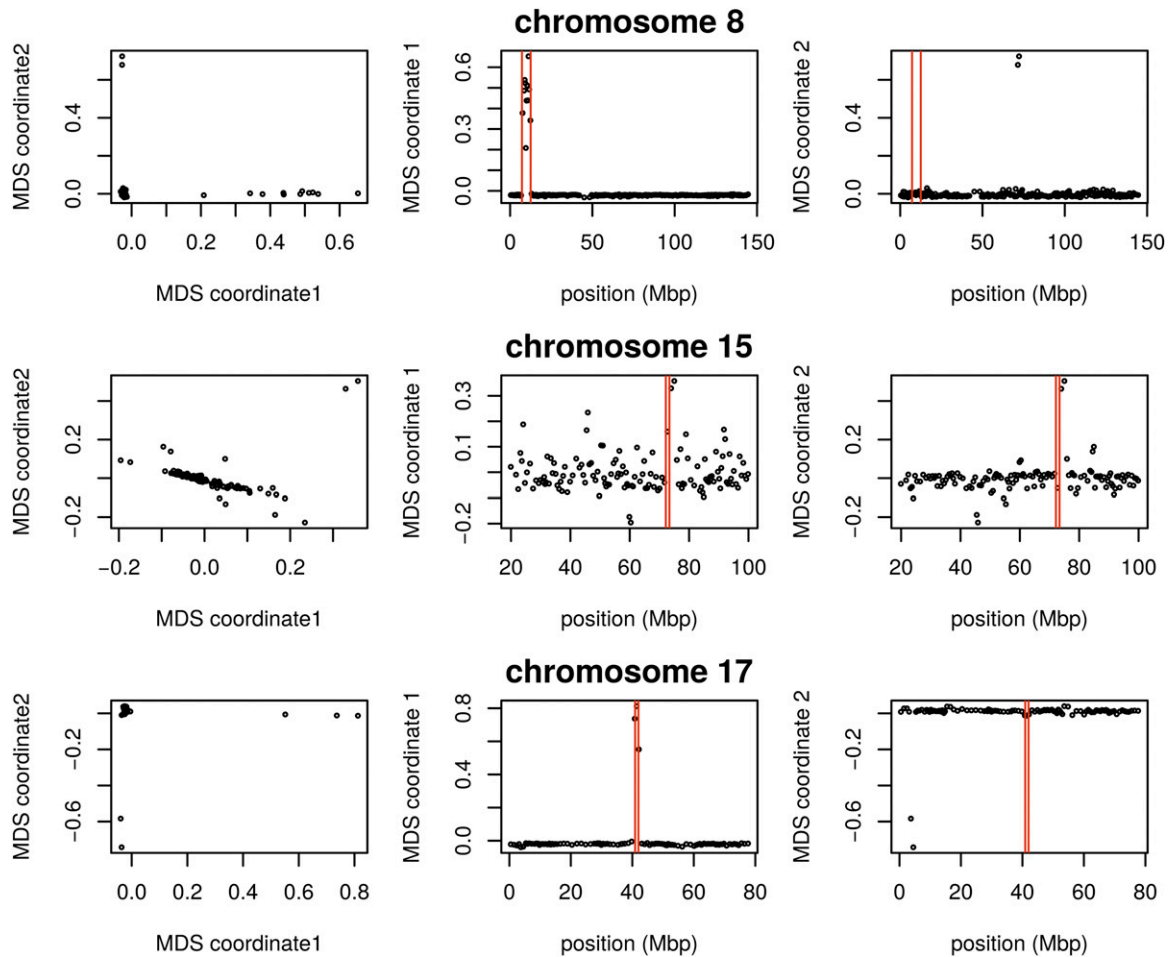 chromosome 8
MDS coordinate2
0.4
0.0
0.0 0.2 0.4 0.6
MDS coordinate1
MDS coordinate 1
0.6
0.3
0.0
0 50 100 150
position (Mbp)
MDS coordinate 2
0.4
0.0
0 50 100 150
position (Mbp)
chromosome 15
MDS coordinate2
0.2
−0.2
−0.2 0.0 0.2
MDS coordinate1
MDS coordinate 1
0.3
0.1
−0.2
20 40 60 80 100
position (Mbp)
MDS coordinate 2
0.2
−0.2
20 40 60 80 100
position (Mbp)
chromosome 17
MDS coordinate2
−0.2
−0.6
0.0 0.2 0.4 0.6 0.8
MDS coordinate1
MDS coordinate 1
0.8
0.4
0.0
0 20 40 60 80
position (Mbp)
MDS coordinate 2
−0.2
−0.6
0 20 40 60 80
position (Mbp)